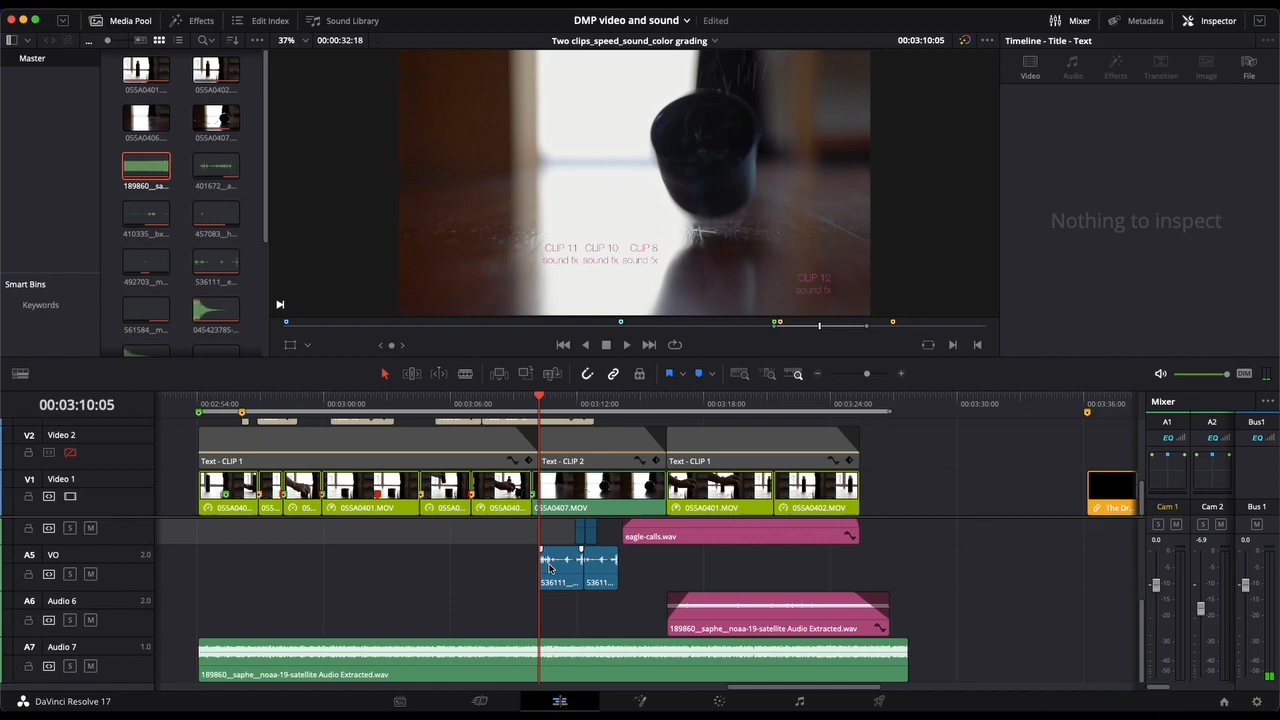 Media Pool
Effects
Edit Index
Sound Library
DMP video and sound
Edited
Mixer
Metadata
Inspector
37%
00:00:32:18
Two clips_speed_sound_color grading
00:03:10:05
Timeline - Title - Text
Master
055A0401....
055A0402....
055A0406....
055A0407....
189860__sa...
401672__a...
410335__bx...
457083__h...
492703__m...
536111__e...
561584__m...
045423785-...
Smart Bins
Keywords
CLIP 11 CLIP 10 CLIP 8
sound fx sound fx sound fx
CLIP 12
sound fx
Video
Audio
Effects
Transition
Image
File
Nothing to inspect
DIM
00:03:10:05
00:02:54:00
00:03:00:00
00:03:06:00
00:03:12:00
00:03:18:00
00:03:24:00
00:03:30:00
00:03:36:00
V2 Video 2
Text - CLIP 1
Text - CLIP 2
Text - CLIP 1
V1 Video 1
055A040...
055...
05...
055A0401.MOV
055A0...
055A040...
055A0407.MOV
055A0401.MOV
055A0402.MOV
The Dr...
S M
eagle-calls.wav
A5 VO 2.0
S M
536111__...
53611...
A6 Audio 6 2.0
S M
189860__saphe__noaa-19-satellite Audio Extracted.wav
A7 Audio 7 1.0
S M
189860__saphe__noaa-19-satellite Audio Extracted.wav
Mixer
A1 A2 Bus1
EQ EQ EQ
Cam 1 Cam 2 Bus 1
S M S M M
0.0 -6.9 0.0
DaVinci Resolve 17